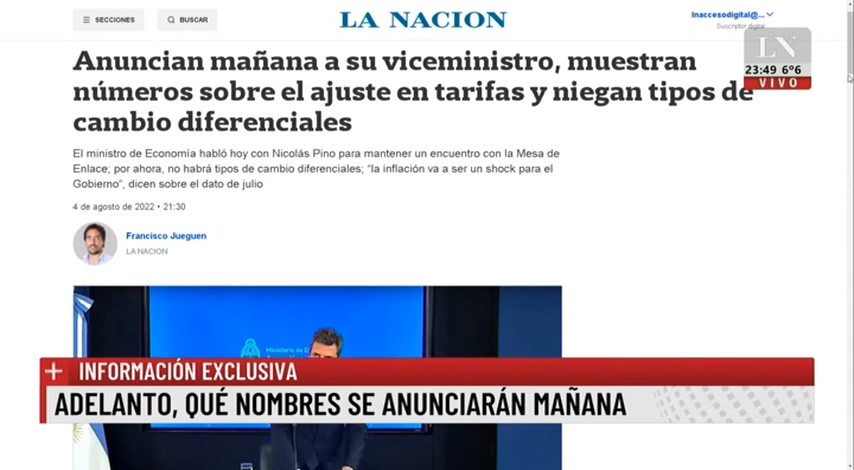 SECCIONES
BUSCAR
LA NACION
lnaccesodigital@...
Suscriptor digital
LN+
23:49 6º6
VIVO
Anuncian mañana a su viceministro, muestran
números sobre el ajuste en tarifas y niegan tipos de
cambio diferenciales
El ministro de Economía habló hoy con Nicolás Pino para mantener un encuentro con la Mesa de
Enlace; por ahora, no habrá tipos de cambio diferenciales; “la inflación va a ser un shock para el
Gobierno”, dicen sobre el dato de julio
4 de agosto de 2022 • 21:30
Francisco Jueguen
LA NACION
Ministerio de E
+ INFORMACIÓN EXCLUSIVA
ADELANTO, QUÉ NOMBRES SE ANUNCIARÁN MAÑANA